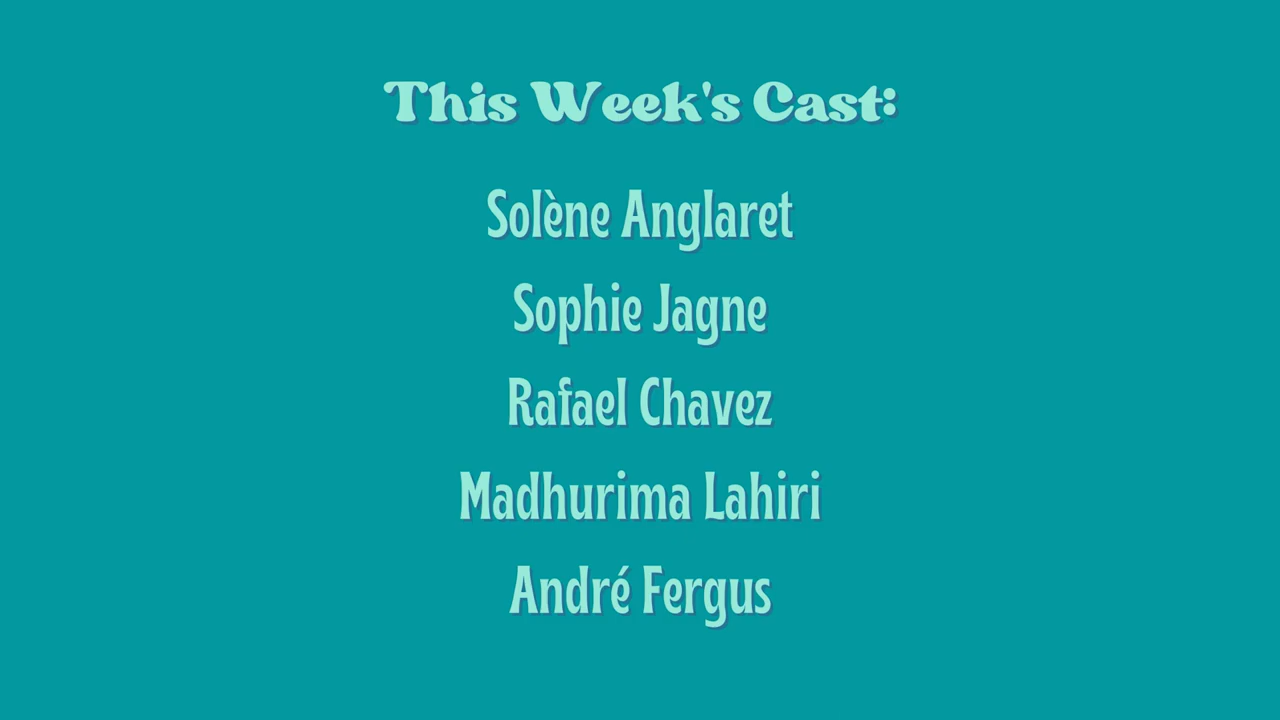 This Week's Cast:
Solène Anglaret
Sophie Jagne
Rafael Chavez
Madhurima Lahiri
André Fergus